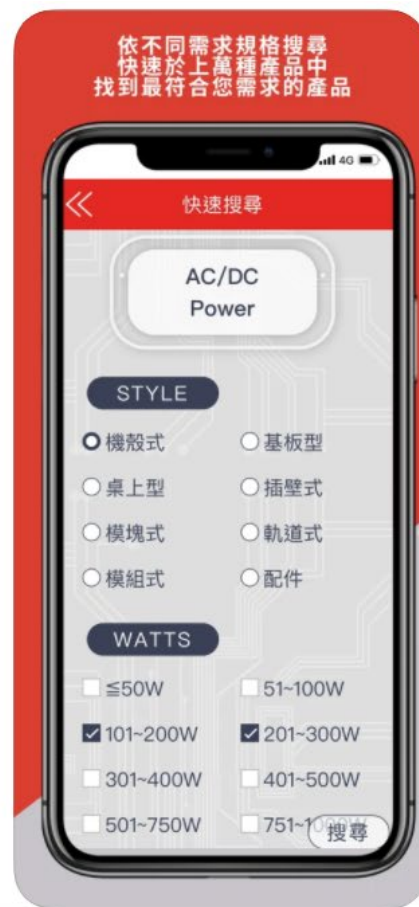 依不同需求規格搜尋
快速於上萬種產品中
找到最符合您需求的產品
4G
快速搜尋
AC/DC
Power
STYLE
機殼式 基板型
桌上型 插壁式
模塊式 軌道式
模組式 配件
WATTS
≦50W 51~100W
101~200W 201~300W
301~400W 401~500W
501~750W 751~1000W
搜尋